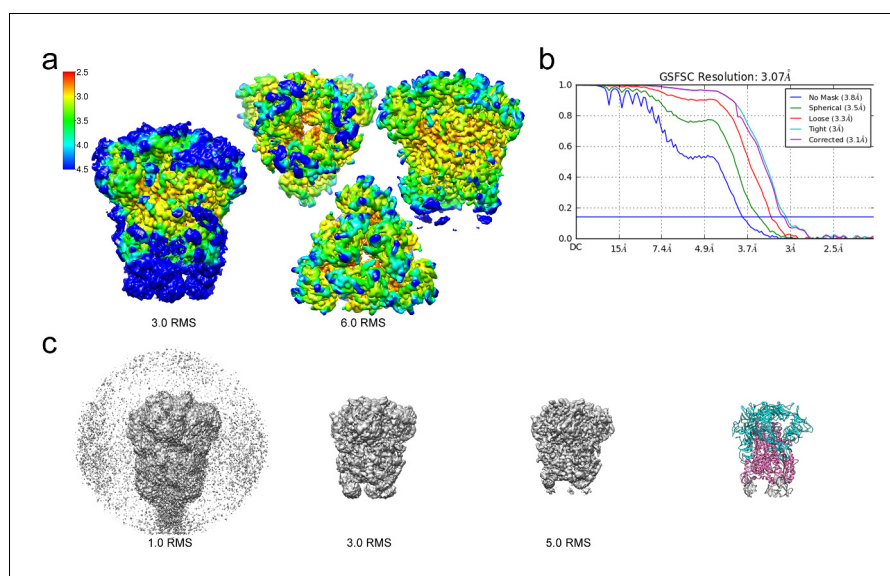 a
2.5
3.0
3.5
4.0
4.5
3.0 RMS
6.0 RMS
b
GSFSC Resolution: 3.07Å
1.0
0.8
0.6
0.4
0.2
0.0
No Mask (3.8Å)
Spherical (3.5Å)
Loose (3.3Å)
Tight (3Å)
Corrected (3.1Å)
DC
15Å
7.4Å
4.9Å
3.7Å
3Å
2.5Å
c
1.0 RMS
3.0 RMS
5.0 RMS